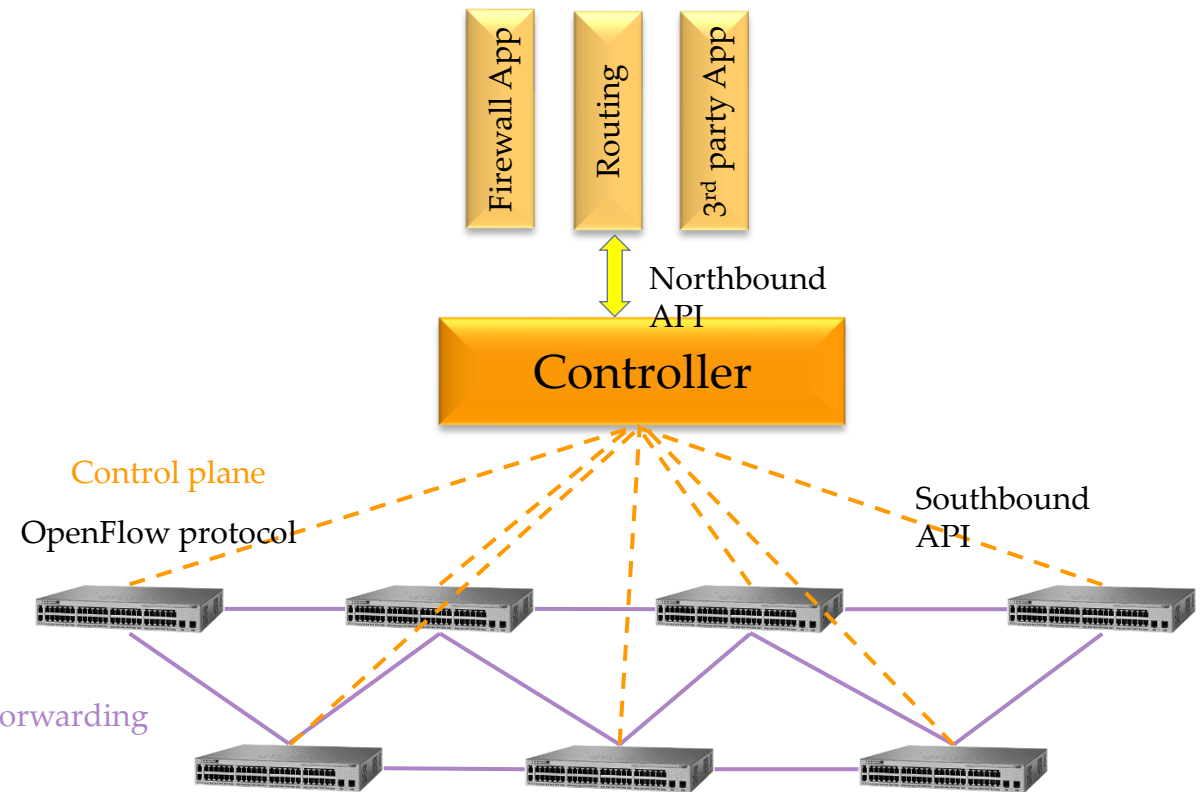 Firewall App
Routing
3rd party App
Northbound
API
Controller
Control plane
OpenFlow protocol
Southbound
API
orwarding